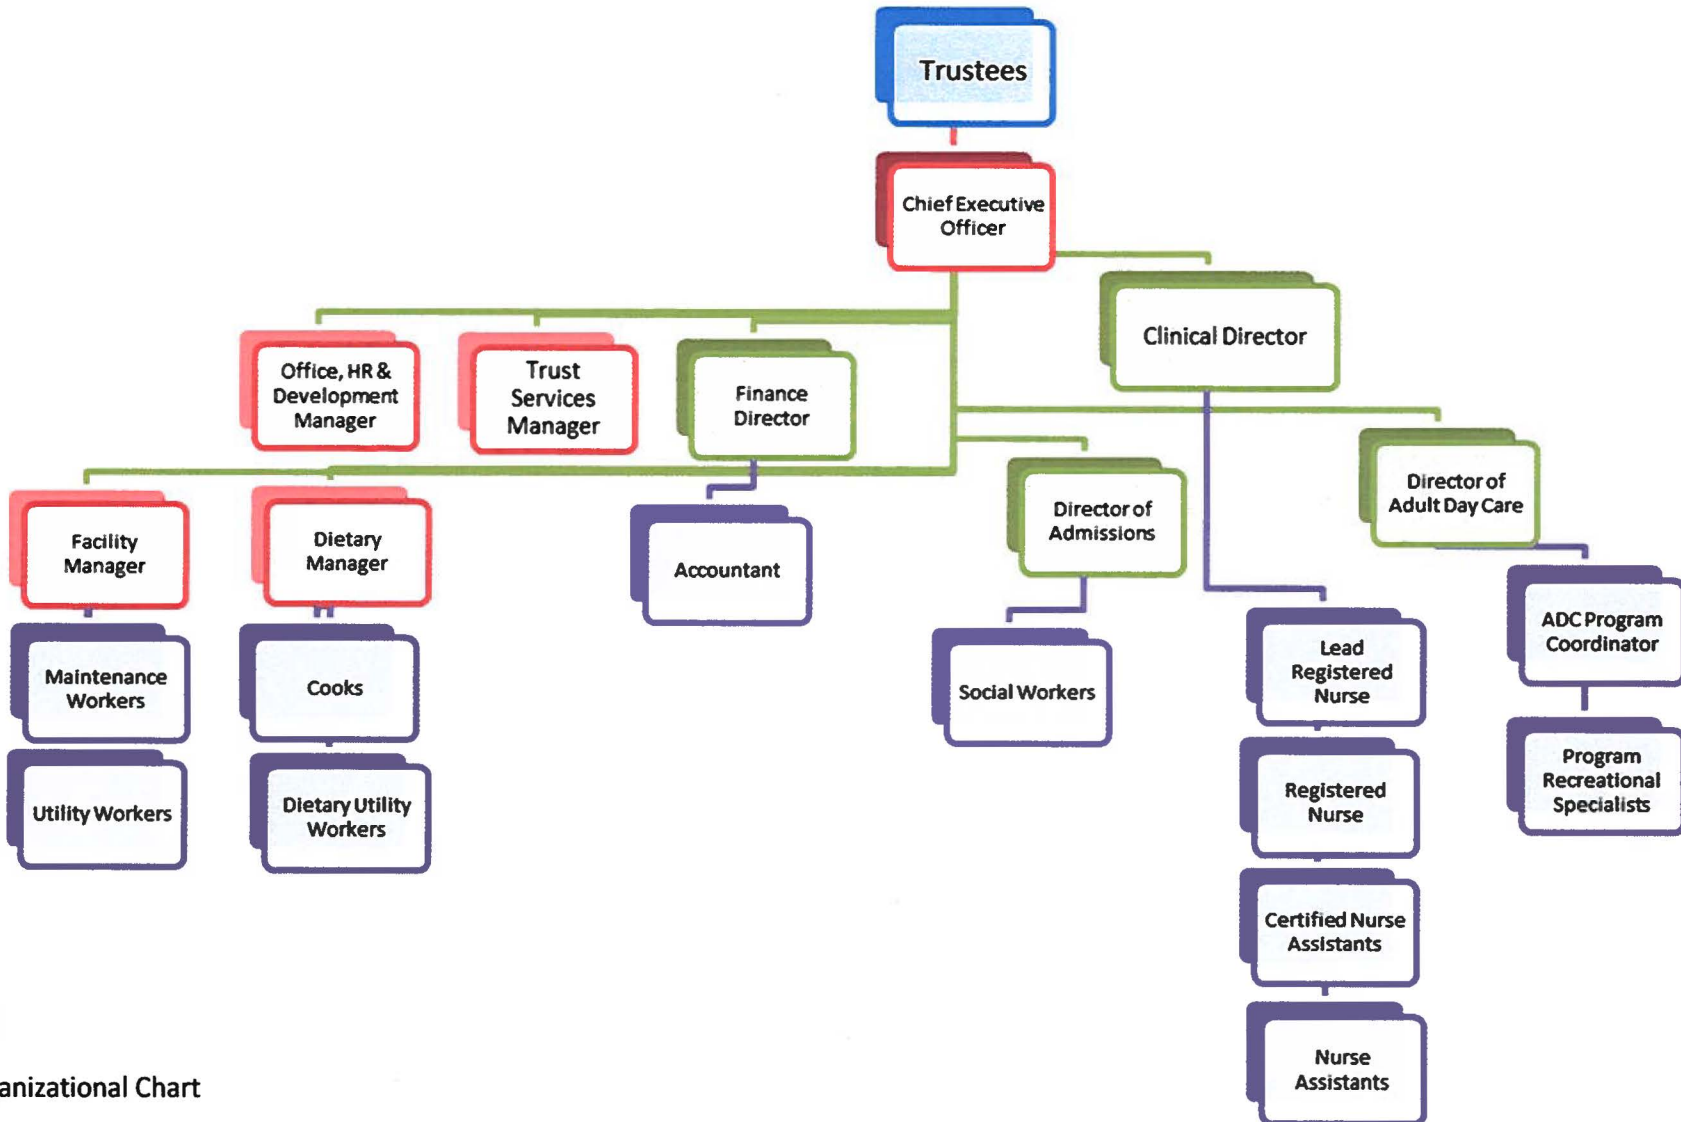 Trustees
Chief Executive
Officer
Clinical Director
Office, HR &
Development
Manager
Trust
Services
Manager
Finance
Director
Director of
Adult Day Care
Director of
Admissions
Facility
Manager
Dietary
Manager
Accountant
ADC Program
Coordinator
Lead
Registered
Nurse
Maintenance
Workers
Cooks
Social Workers
Program
Recreational
Specialists
Registered
Nurse
Utility Workers
Dietary Utility
Workers
Certified Nurse
Assistants
Nurse
Assistants
anizational Chart